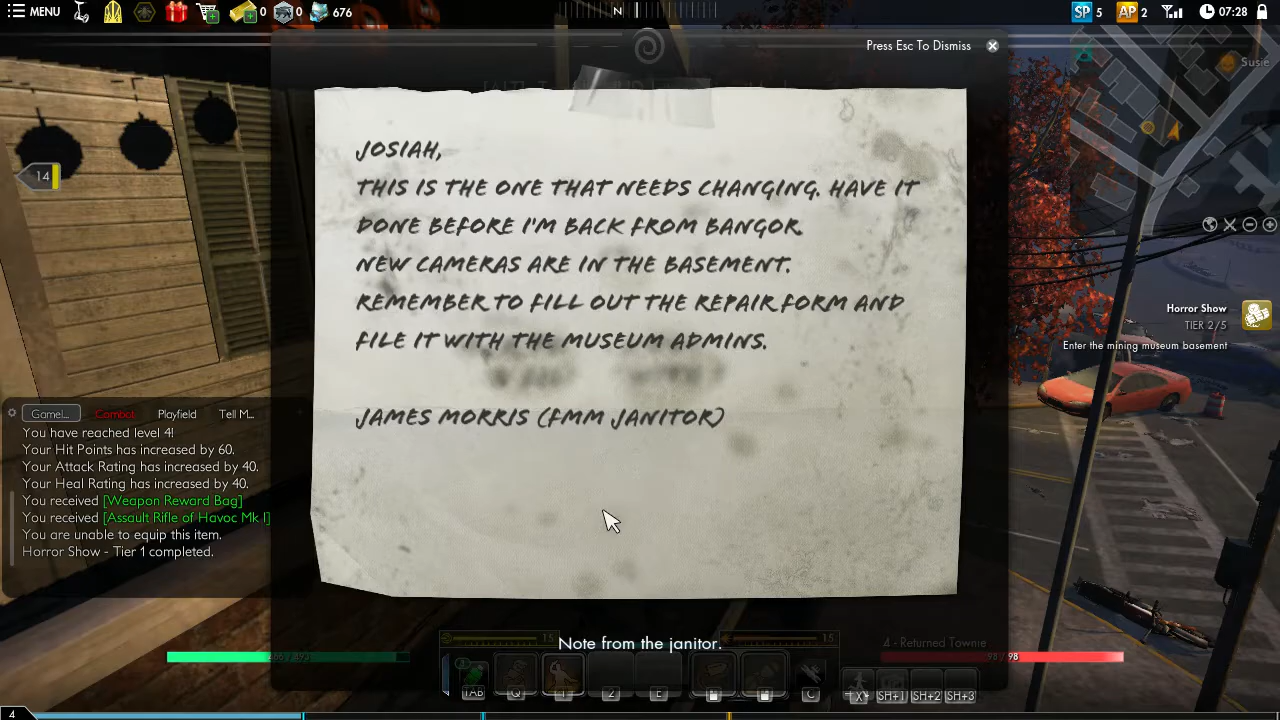 MENU
0
0
676
N
SP 5
AP 2
07:28
Press Esc To Dismiss
Susie
14
JOSIAH,
THIS IS THE ONE THAT NEEDS CHANGING. HAVE IT
DONE BEFORE I'M BACK FROM BANGOR.
NEW CAMERAS ARE IN THE BASEMENT.
REMEMBER TO FILL OUT THE REPAIR FORM AND
FILE IT WITH THE MUSEUM ADMINS.
JAMES MORRIS (FMM JANITOR)
Horror Show
TIER 2/5
Enter the mining museum basement
Gamel...
Combat
Playfield
Tell M...
You have reached level 4!
Your Hit Points has increased by 60.
Your Attack Rating has increased by 40.
Your Heal Rating has increased by 40.
You received [Weapon Reward Bag]
You received [Assault Rifle of Havoc Mk I]
You are unable to equip this item.
Horror Show - Tier 1 completed.
15
15
Note from the janitor.
4 - Returned Townie
98 / 98
TAB
Q
1
2
E
C
X
SH+1
SH+2
SH+3
4